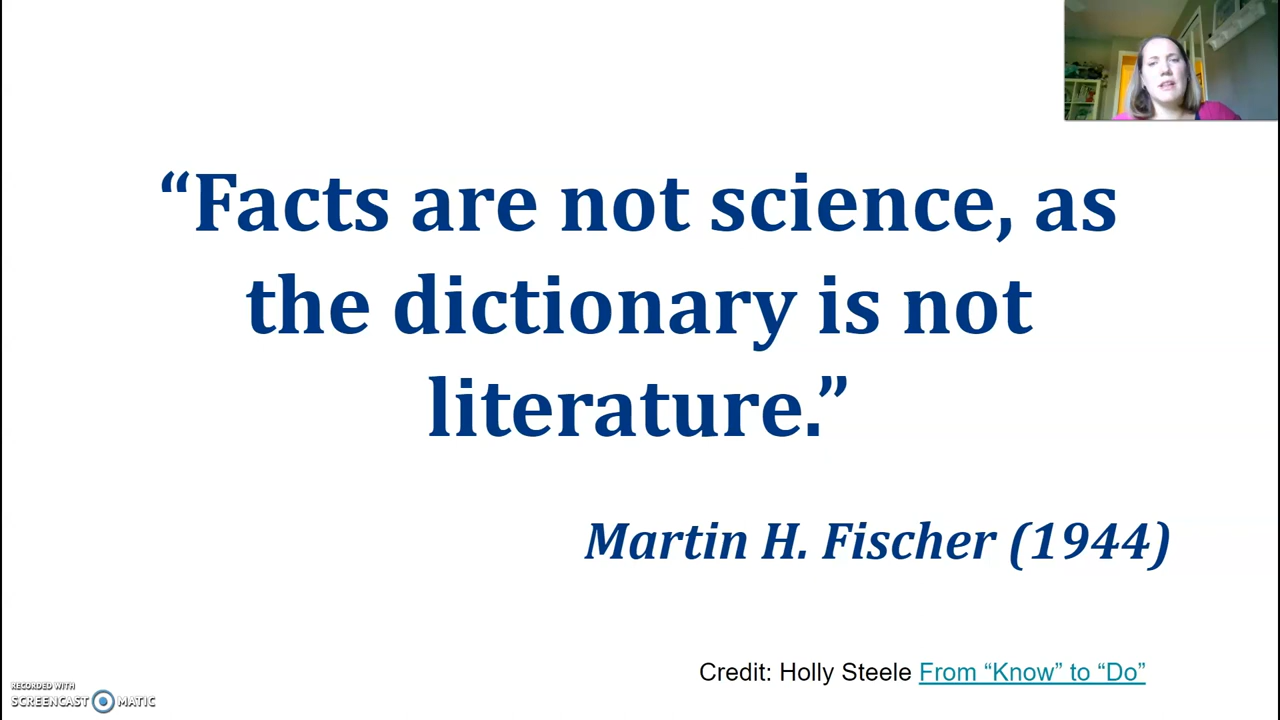 “Facts are not science, as
the dictionary is not
literature.”
Martin H. Fischer (1944)
Credit: Holly Steele From “Know” to “Do”
RECORDED WITH
SCREENCAST MATIC